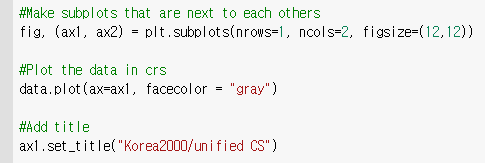 #Make subplots that are next to each others
fig, (ax1, ax2) = plt.subplots(nrows=1, ncols=2, figsize=(12,12))
#Plot the data in crs
data.plot(ax=ax1, facecolor = "gray")
#Add title
ax1.set_title("Korea2000/unified CS")